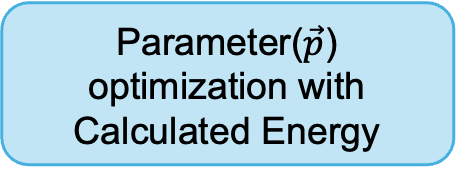 Parameter(p⃗)
optimization with
Calculated Energy